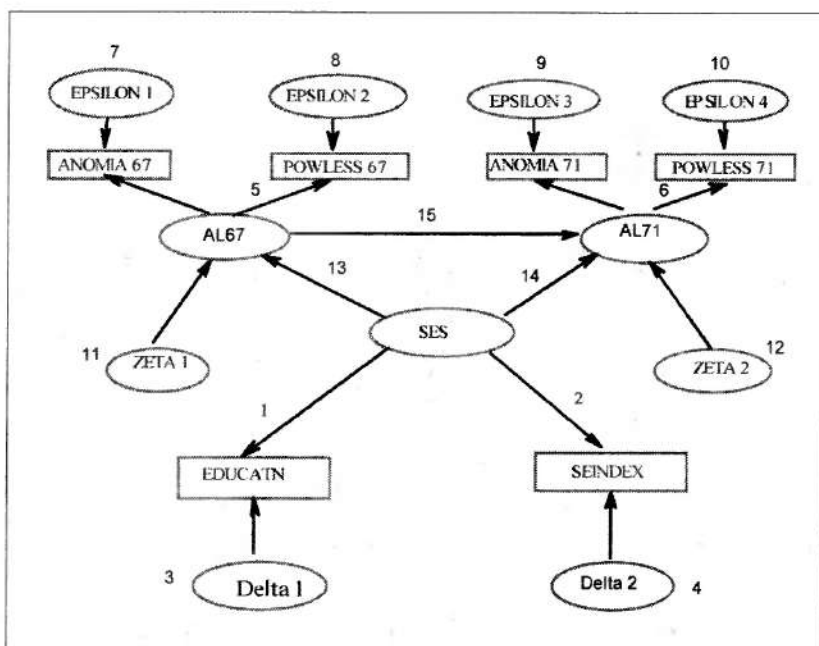 7
8
9
10
EPSILON 1
EPSILON 2
EPSILON 3
EPSILON 4
ANOMIA 67
POWLESS 67
ANOMIA 71
POWLESS 71
5
6
AL67
15
AL71
13
14
SES
11
ZETA 1
ZETA 2
12
1
2
EDUCATN
SEINDEX
3
Delta 1
Delta 2
4